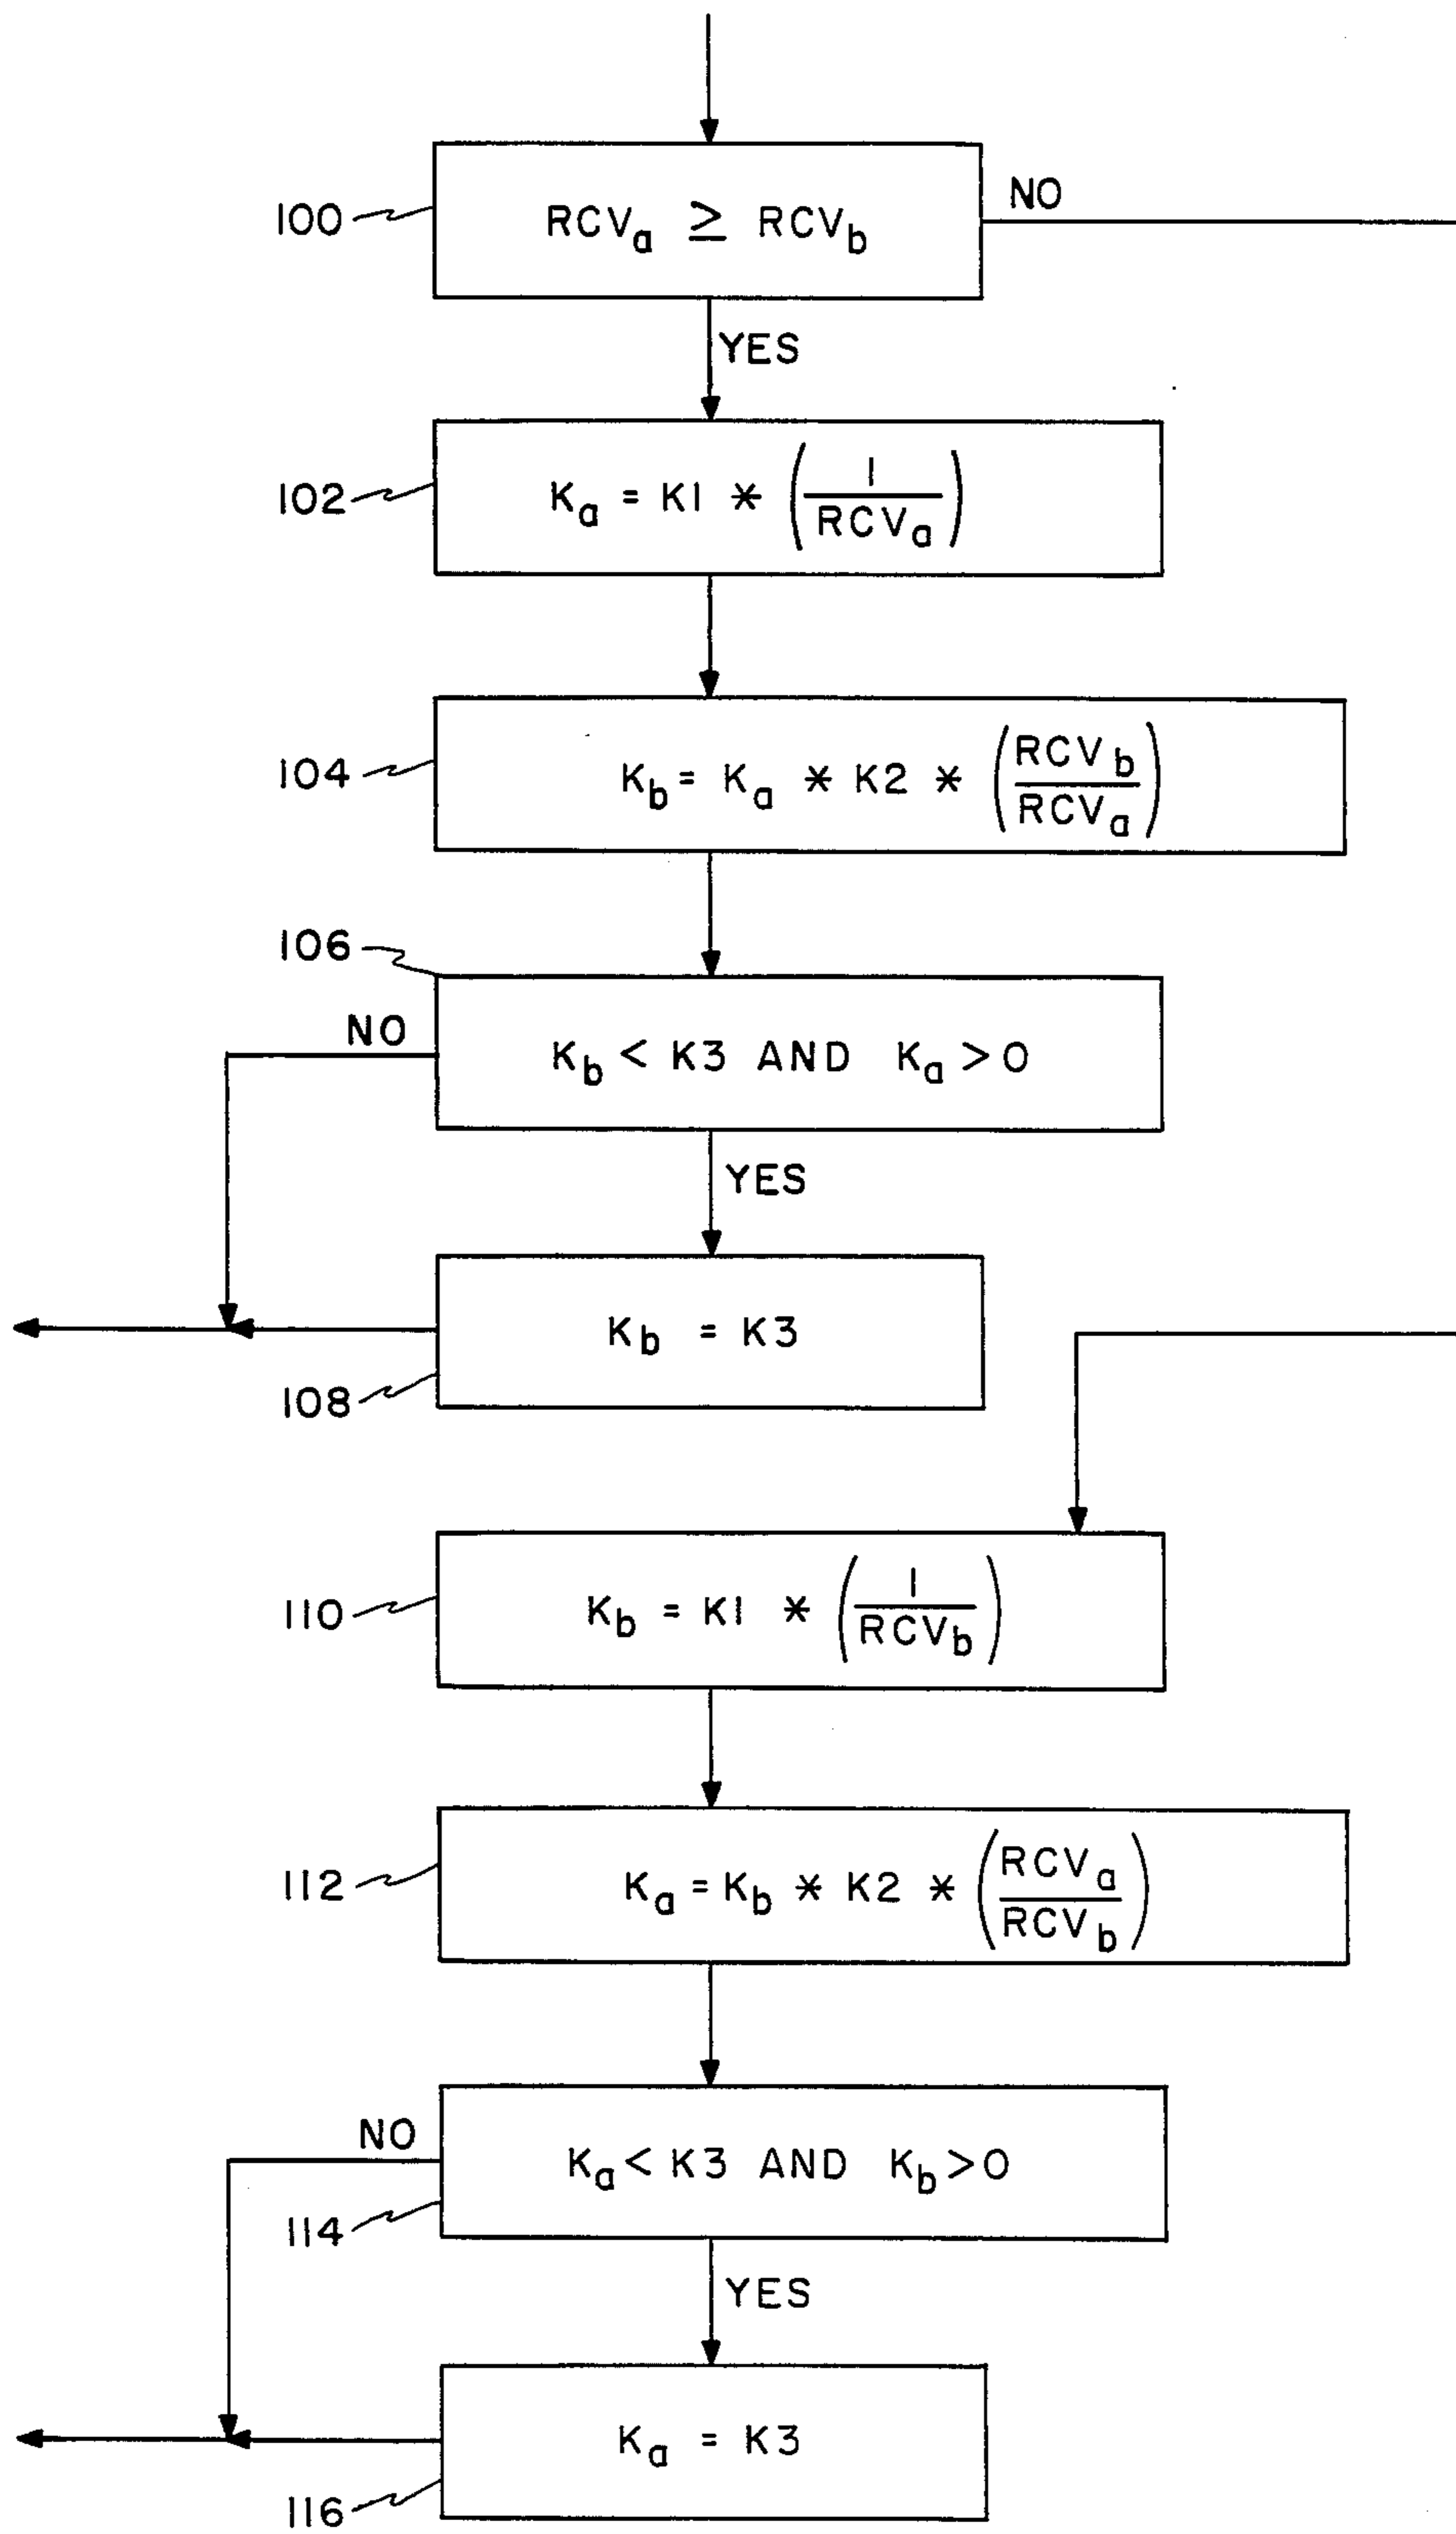 100
RCVa ≥ RCVb
NO
YES
102
Ka = K1 * (1/RCVa)
104
Kb = Ka * K2 * (RCVb/RCVa)
106
NO
Kb < K3 AND Ka > 0
YES
Kb = K3
108
110
Kb = K1 * (1/RCVb)
112
Ka = Kb * K2 * (RCVa/RCVb)
NO
Ka < K3 AND Kb > 0
114
YES
Ka = K3
116